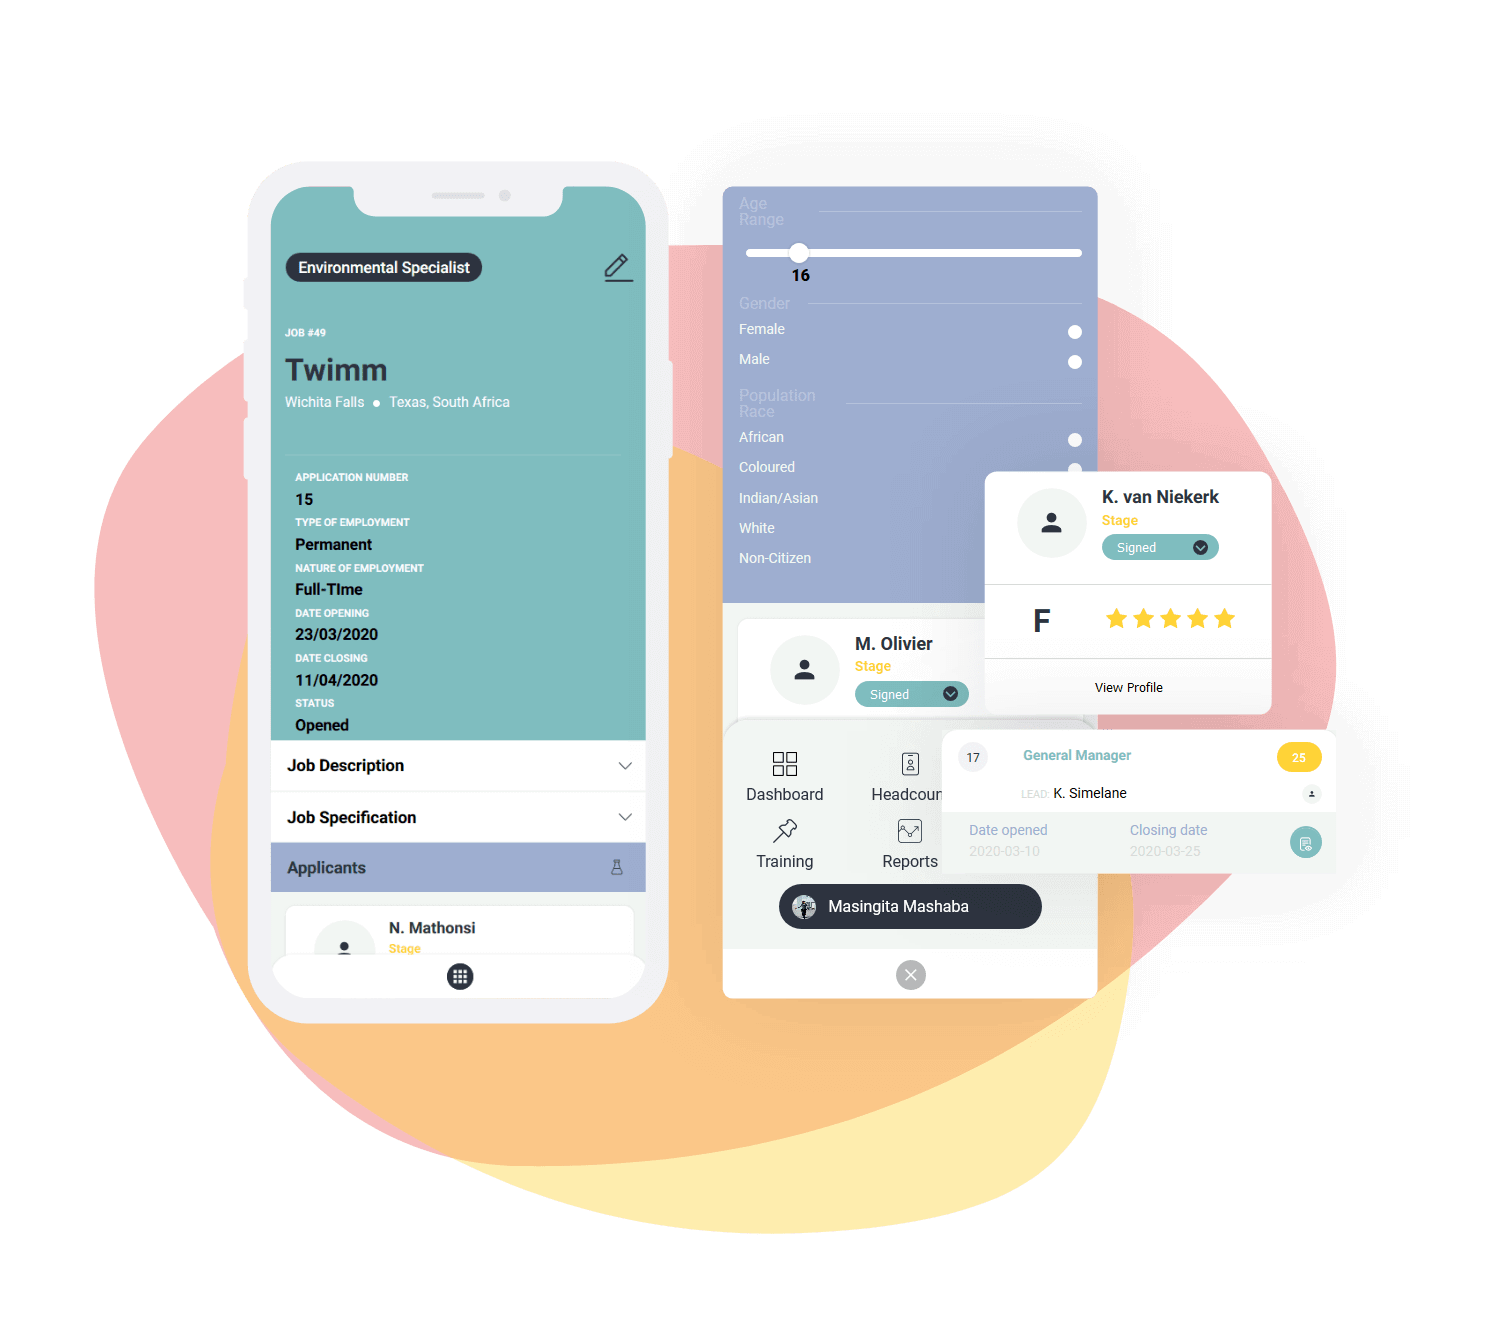 Environmental Specialist
JOB #49
Twimm
Wichita Falls ● Texas, South Africa
APPLICATION NUMBER
15
TYPE OF EMPLOYMENT
Permanent
NATURE OF EMPLOYMENT
Full-TIme
DATE OPENING
23/03/2020
DATE CLOSING
11/04/2020
STATUS
Opened
Job Description
Job Specification
Applicants
N. Mathonsi
Stage
Age
Range
16
Gender
Female
Male
Population
Race
African
Coloured
Indian/Asian
White
Non-Citizen
K. van Niekerk
Stage
Signed
F
View Profile
M. Olivier
Stage
Signed
Dashboard
Headcoun
Training
Reports
Masingita Mashaba
17
General Manager
25
LEAD: K. Simelane
Date opened
Closing date
2020-03-10
2020-03-25